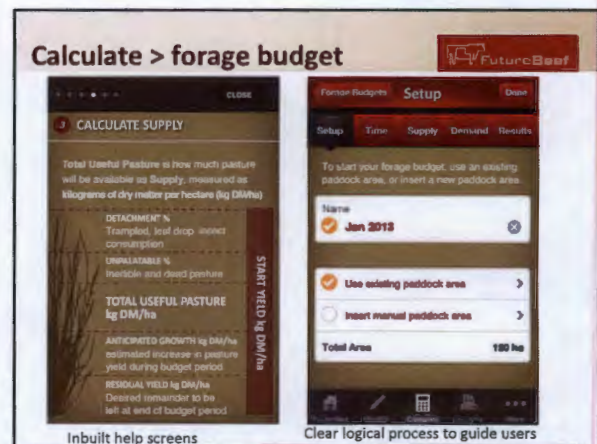 Calculate > forage budget
FutureBeef
CLOSE
3 CALCULATE SUPPLY
Total Useful Pasture is how much pasture
will be available as Supply, measured as
kilograms of dry matter per hectare (kg DM/ha)
DETACHMENT %
Trampled, leaf drop, insect
consumption
UNPALATABLE %
Inedible and dead pasture
TOTAL USEFUL PASTURE
kg DM/ha
ANTICIPATED GROWTH kg DM/ha
estimated increase in pasture
yield during budget period
RESIDUAL YIELD kg DM/ha
Desired remainder to be
left at end of budget period
START YIELD kg DM/ha
Inbuilt help screens
Forage Budgets Setup Done
Setup Time Supply Demand Results
To start your forage budget, use an existing
paddock area, or insert a new paddock area
Name
Jan 2013
Use existing paddock area >
Insert manual paddock area >
Total Area 180 ha
Clear logical process to guide users